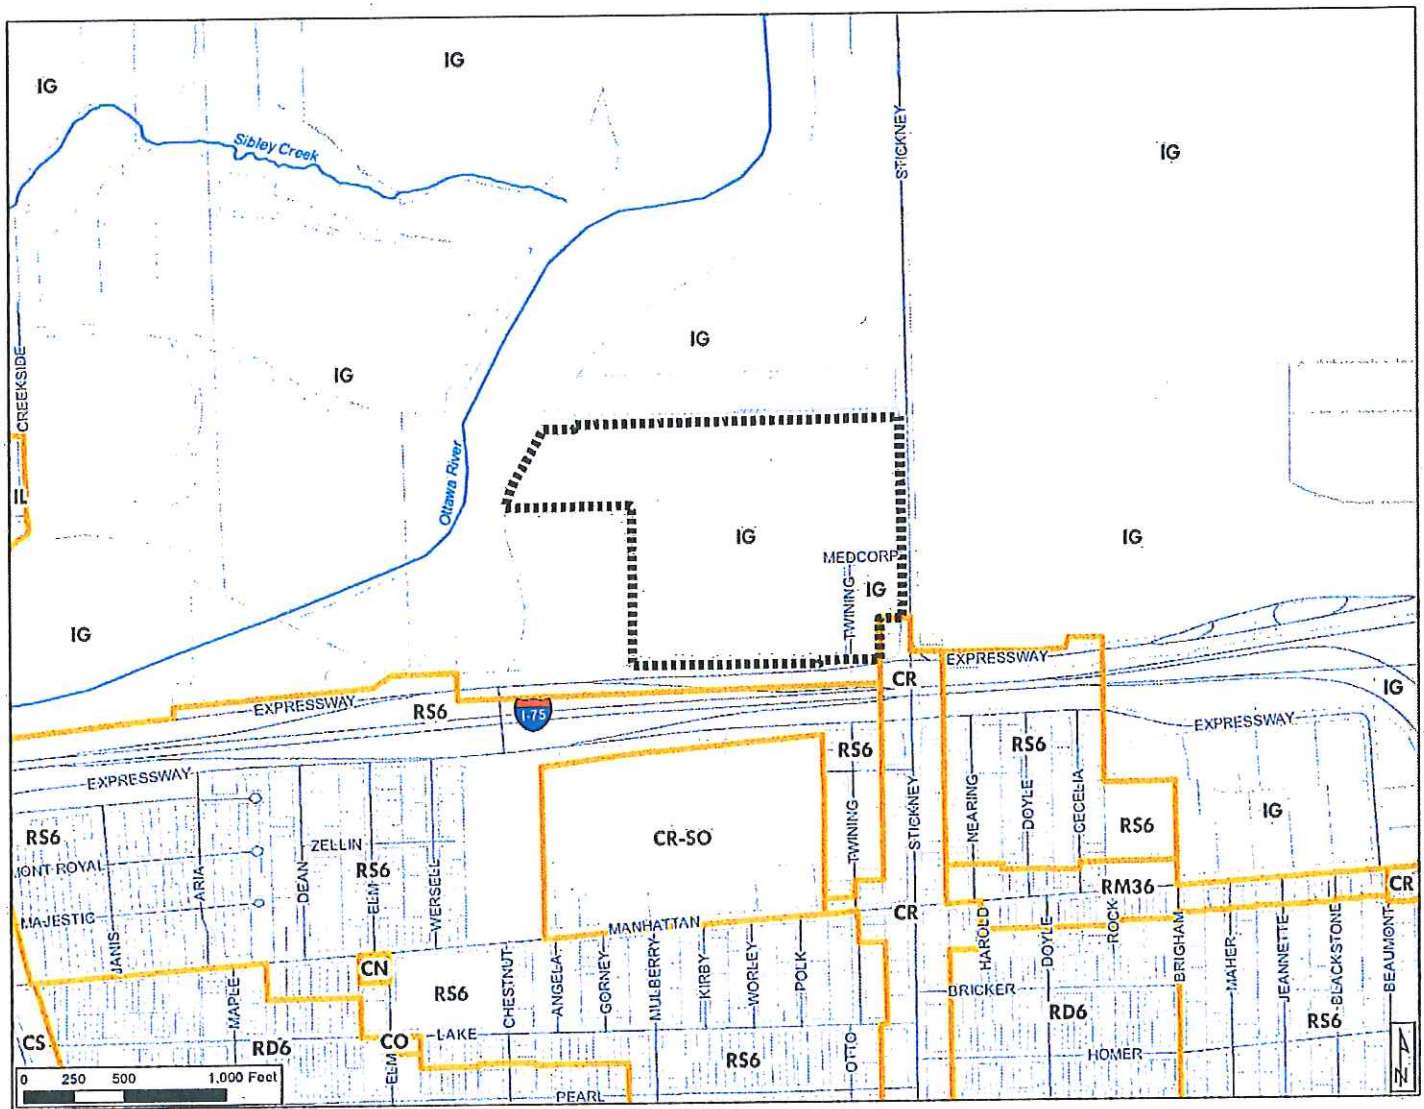 IG
IG
STICKNEY
Sibley Creek
IG
IG
IG
CREEKSIDE
Ottawa River
IL
IG
IG
MEDCORP
TWINING
IG
IG
EXPRESSWAY
CR
IG
EXPRESSWAY
RS6
I-75
EXPRESSWAY
RS6
RS6
EXPRESSWAY
NEARING
DOYLE
CECELIA
STICKNEY
TWINING
RS6
IG
RS6
CR-SO
ZELLIN
MONT ROYAL
ARIA
DEAN
RS6
ELM
WERSELL
RM36
CR
MAJESTIC
MANHATTAN
CR
JANIS
HAROLD
DOYLE
ROCK
BRIGHAM
MAHER
JEANNETTE
BLACKSTONE
BEAUMONT
CN
CHESTNUT
ANGELA
GORNEY
MULBERRY
KIRBY
WORLEY
POLK
RS6
BRICKER
MAPLE
LAKE
RD6
RS6
CS
RD6
CO
ELM
RS6
OTTO
HOMER
0 250 500 1,000 Feet
PEARL
N